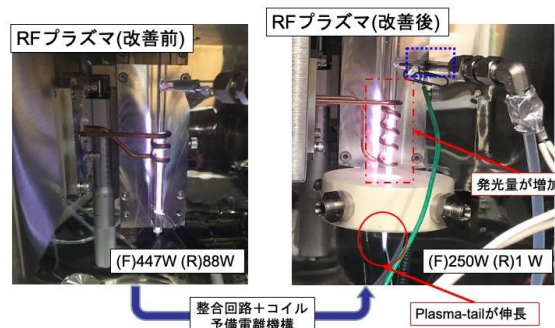 RFプラズマ(改善前)
RFプラズマ(改善後)
発光量が増加
(F)447W (R)88W
(F)250W (R)1 W
整合回路+コイル
予備電離機構
Plasma-tailが伸長